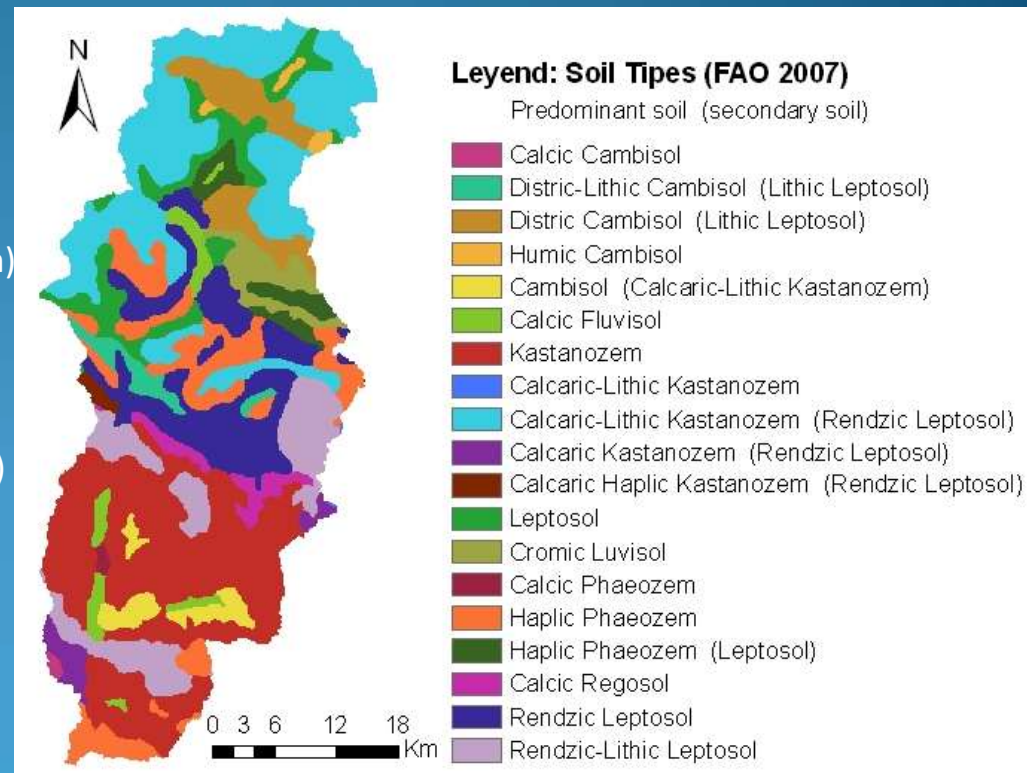 N
Leyend: Soil Tipes (FAO 2007)
Predominant soil (secondary soil)
Calcic Cambisol
Distric-Lithic Cambisol (Lithic Leptosol)
Distric Cambisol (Lithic Leptosol)
Humic Cambisol
Cambisol (Calcaric-Lithic Kastanozem)
Calcic Fluvisol
Kastanozem
Calcaric-Lithic Kastanozem
Calcaric-Lithic Kastanozem (Rendzic Leptosol)
Calcaric Kastanozem (Rendzic Leptosol)
Calcaric Haplic Kastanozem (Rendzic Leptosol)
Leptosol
Cromic Luvisol
Calcic Phaeozem
Haplic Phaeozem
Haplic Phaeozem (Leptosol)
Calcic Regosol
Rendzic Leptosol
Rendzic-Lithic Leptosol
0 3 6 12 18
Km